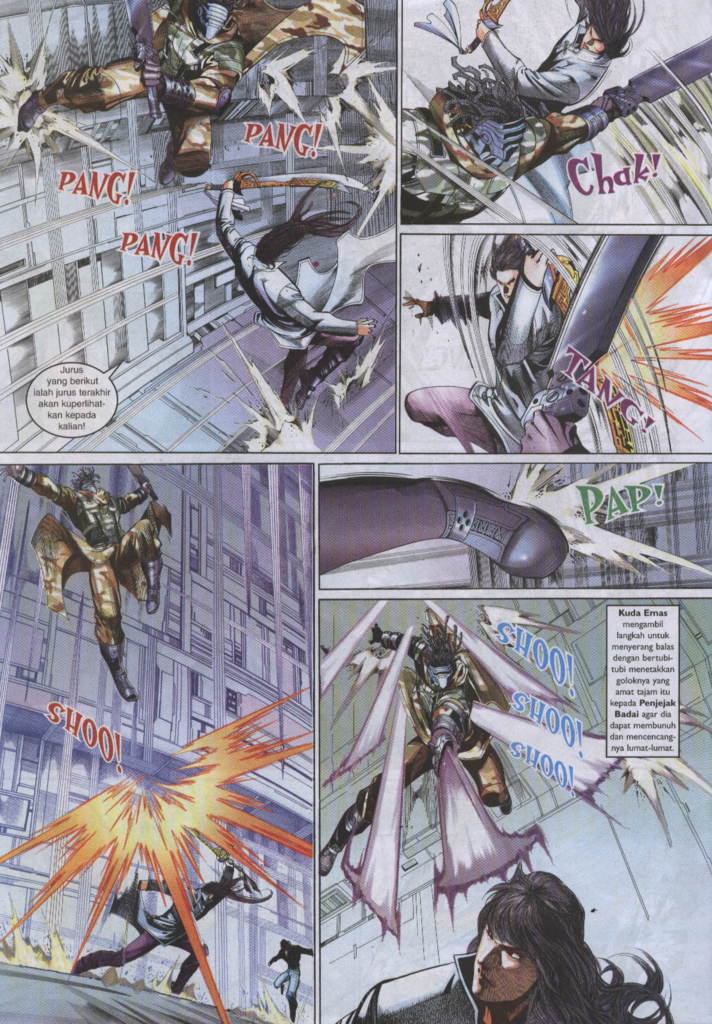 PANG!
PANG!
PANG!
Jurus
yang berikut
ialah jurus terakhir
akan kuperlihat-
kan kepada
kalian!
Chak!
TANG!
SHOO!
PAP!
SHOO!
SHOO!
SHOO!
Kuda Emas
mengambil
langkah untuk
menyerang balas
dengan bertubi-
tubi menetakkan
goloknya yang
amat tajam itu
kepada Penjejak
Badai agar dia
dapat membunuh
dan mencencang-
nya lumat-lumat.